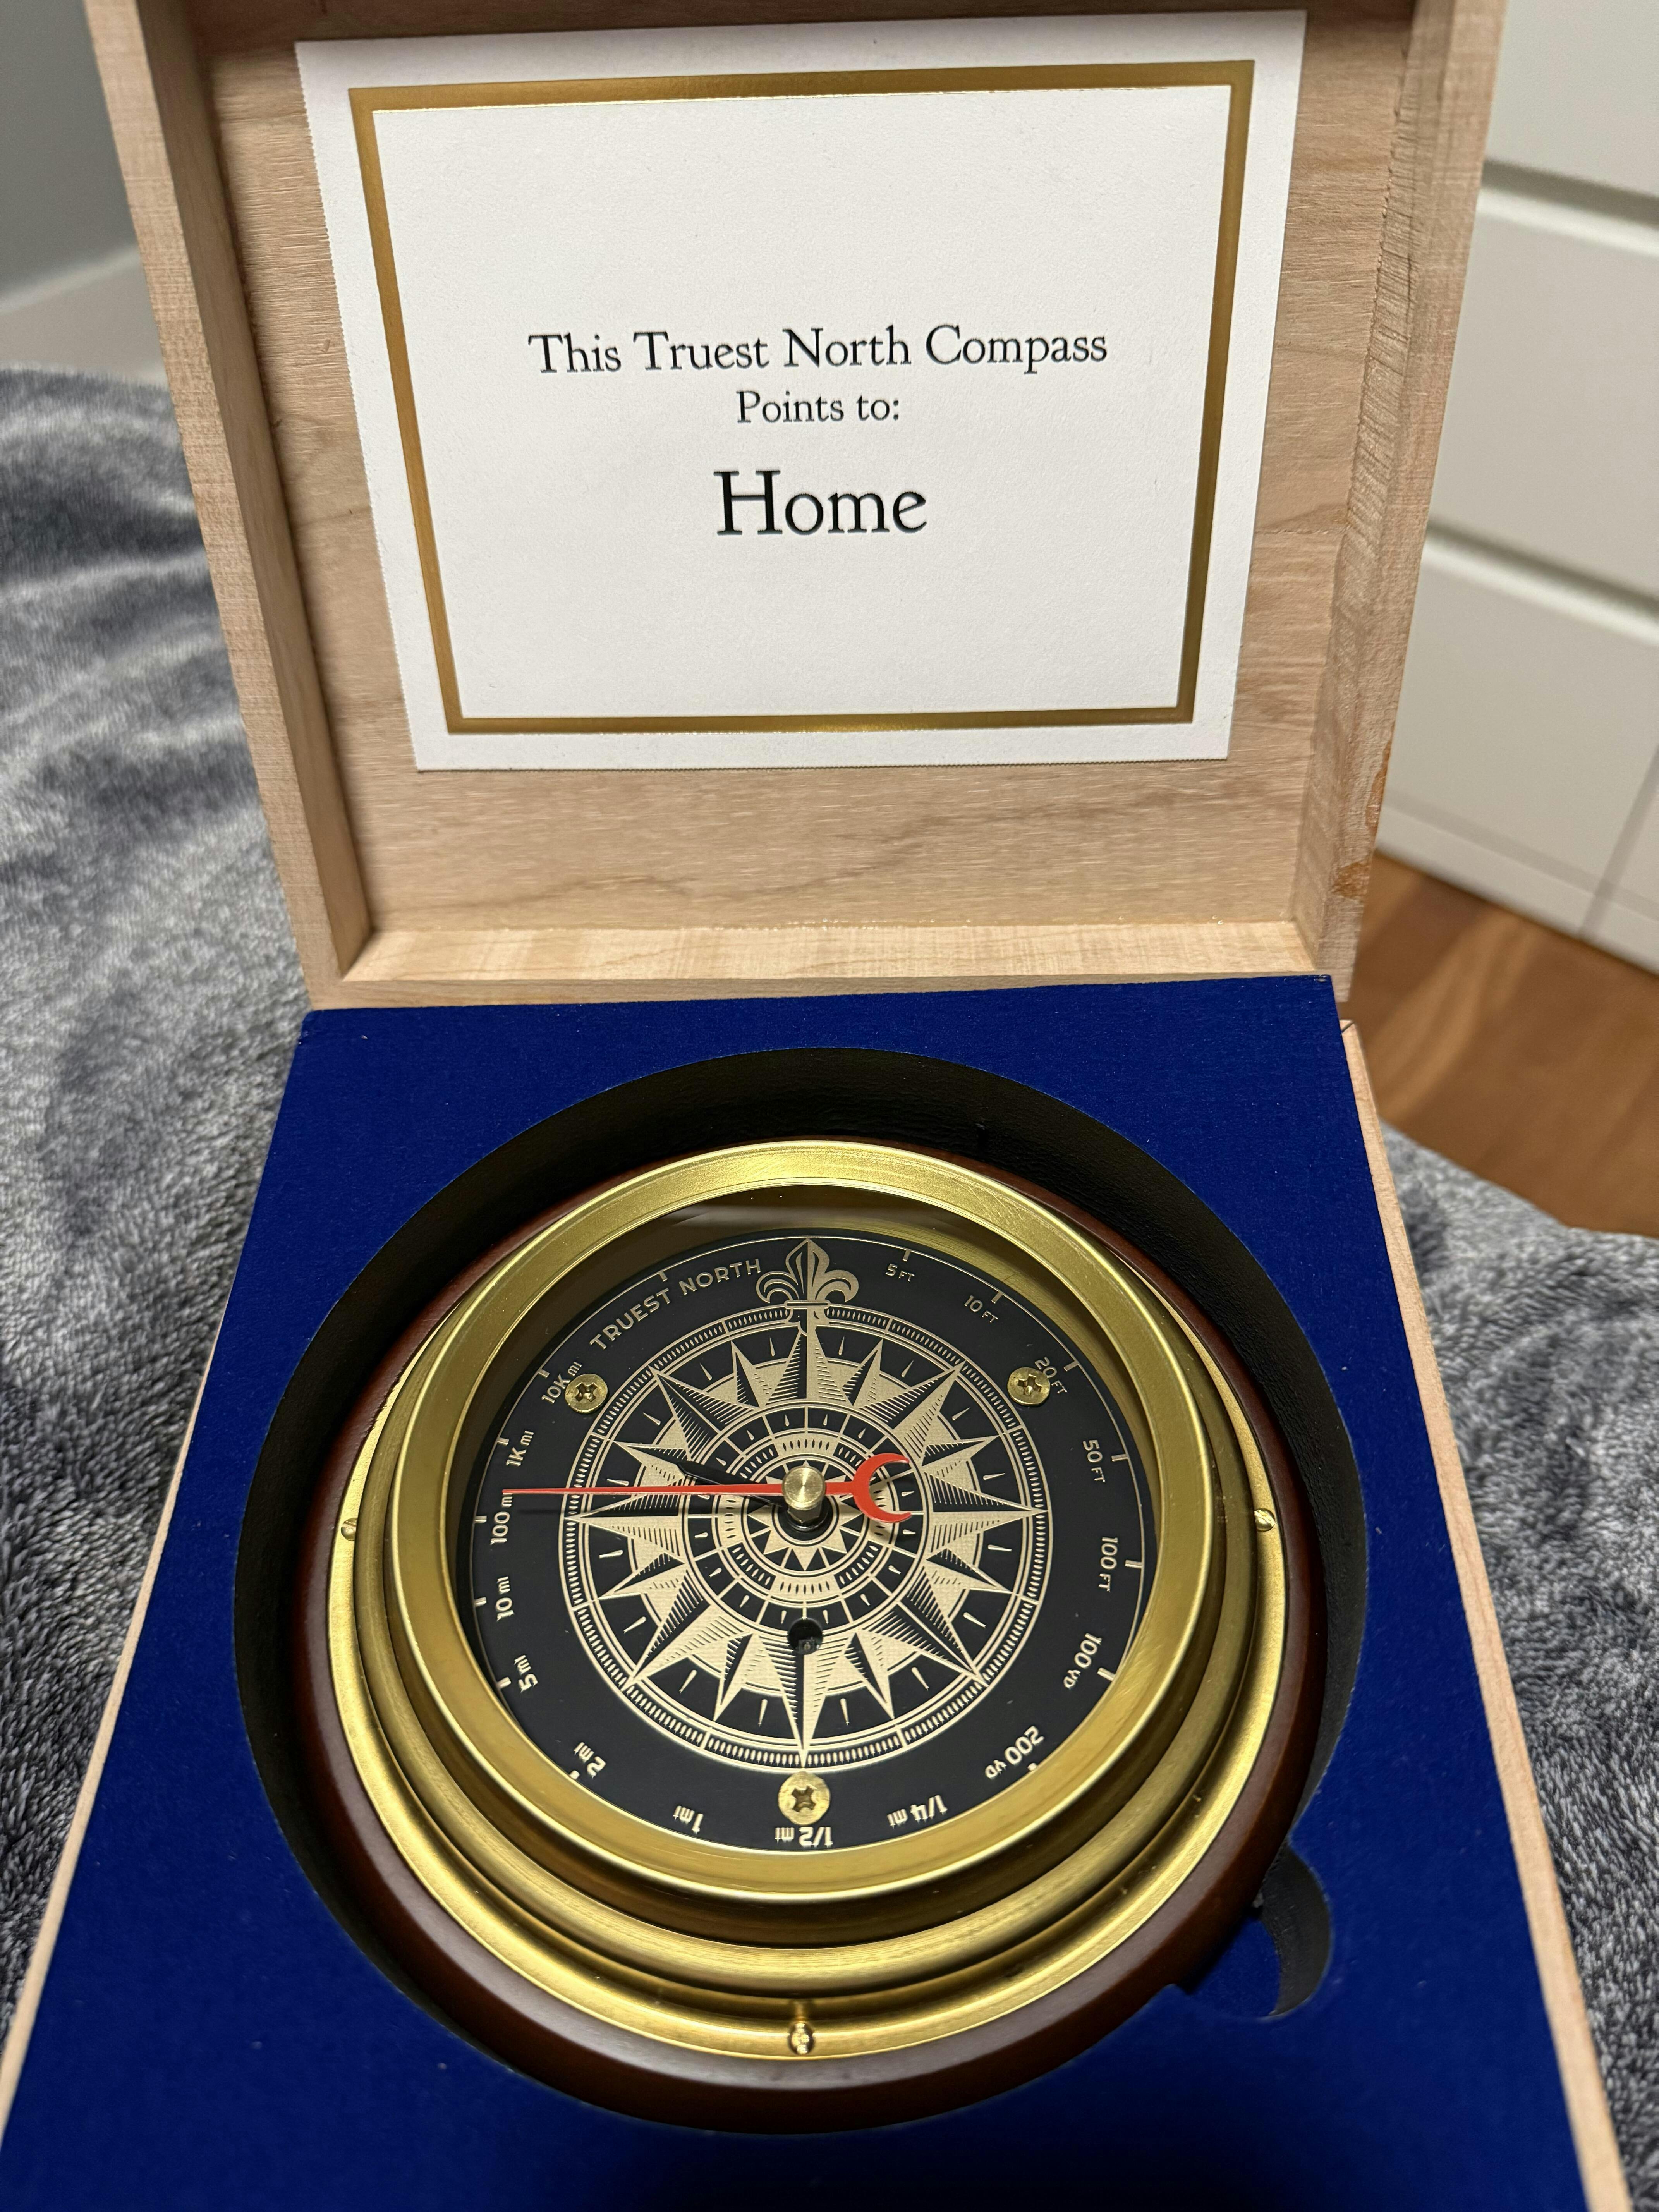 This Truest North Compass
Points to:
Home
TRUEST NORTH
5 FT
10 FT
20 FT
50 FT
100 FT
100 YD
200 YD
1/4 mi
1/2 mi
1 mi
2 mi
5 mi
10 mi
100 mi
1K mi
10K mi